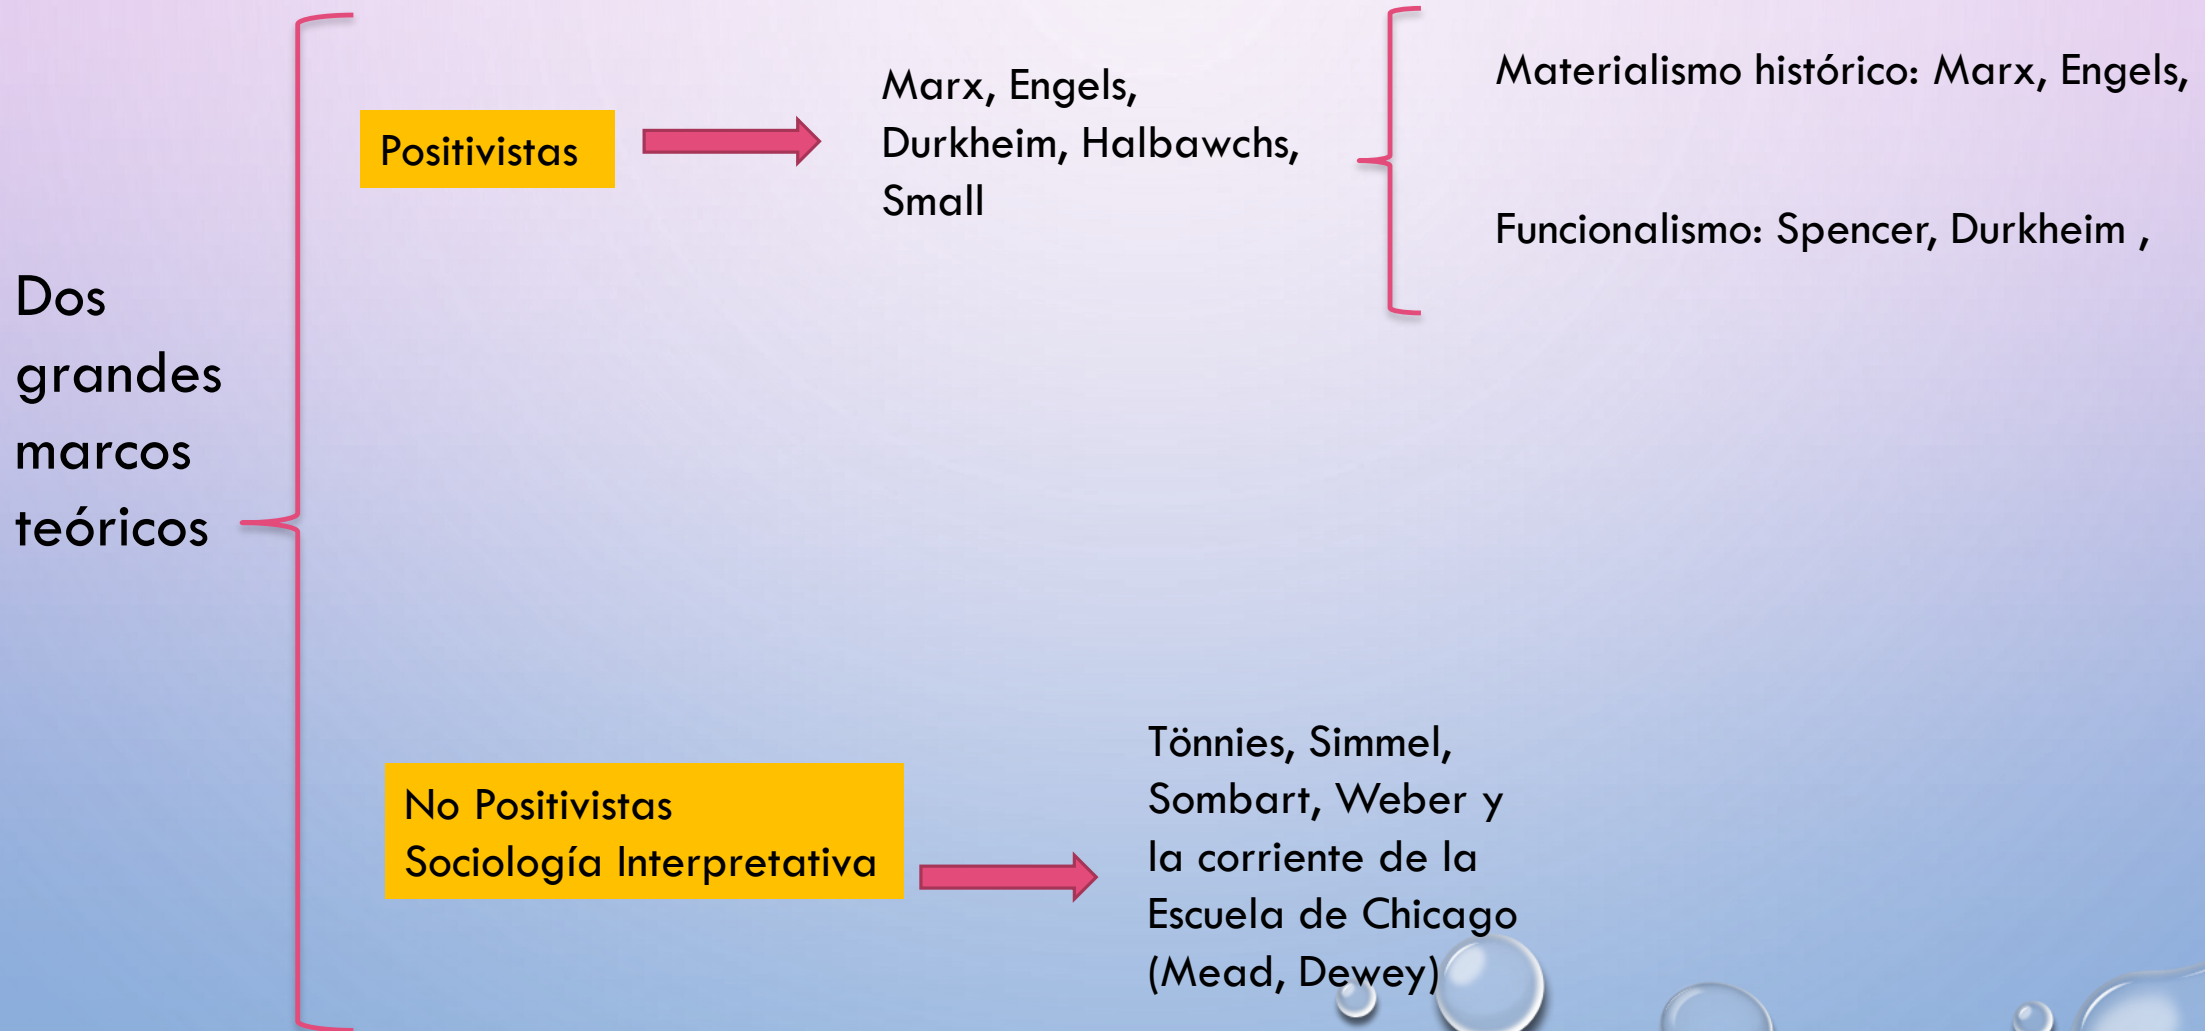 Dos
grandes
marcos
teóricos
Positivistas
Marx, Engels,
Durkheim, Halbawchs,
Small
Materialismo histórico: Marx, Engels,
Funcionalismo: Spencer, Durkheim ,
No Positivistas
Sociología Interpretativa
Tönnies, Simmel,
Sombart, Weber y
la corriente de la
Escuela de Chicago
(Mead, Dewey)